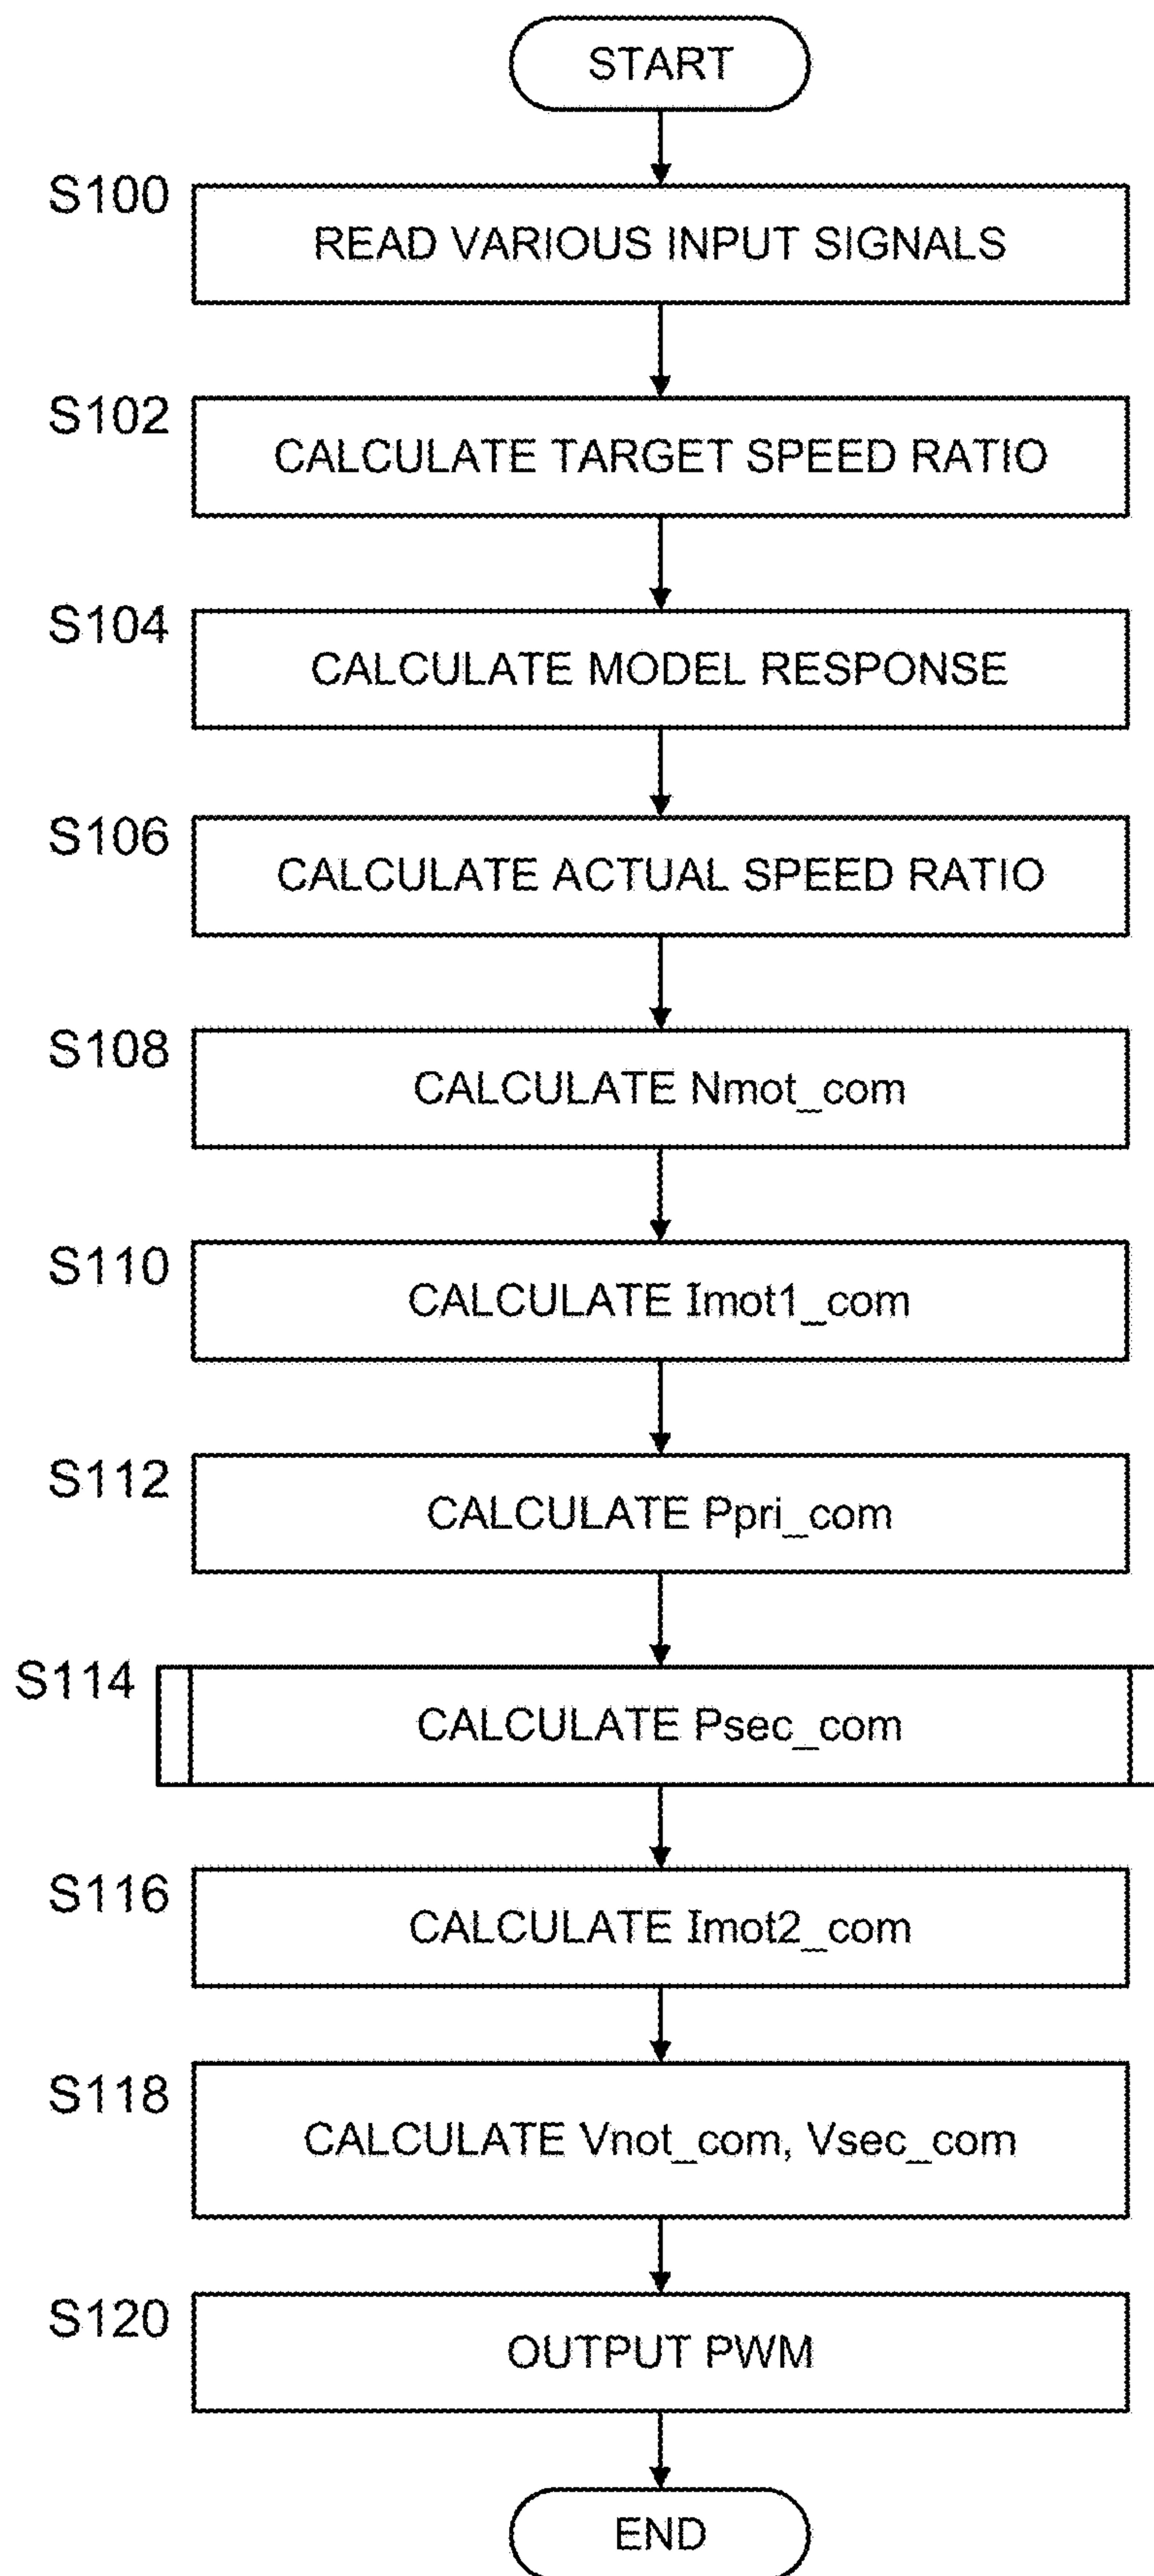 START
S100
READ VARIOUS INPUT SIGNALS
S102
CALCULATE TARGET SPEED RATIO
S104
CALCULATE MODEL RESPONSE
S106
CALCULATE ACTUAL SPEED RATIO
S108
CALCULATE Nmot_com
S110
CALCULATE Imot1_com
S112
CALCULATE Ppri_com
S114
CALCULATE Psec_com
S116
CALCULATE Imot2_com
S118
CALCULATE Vnot_com, Vsec_com
S120
OUTPUT PWM
END